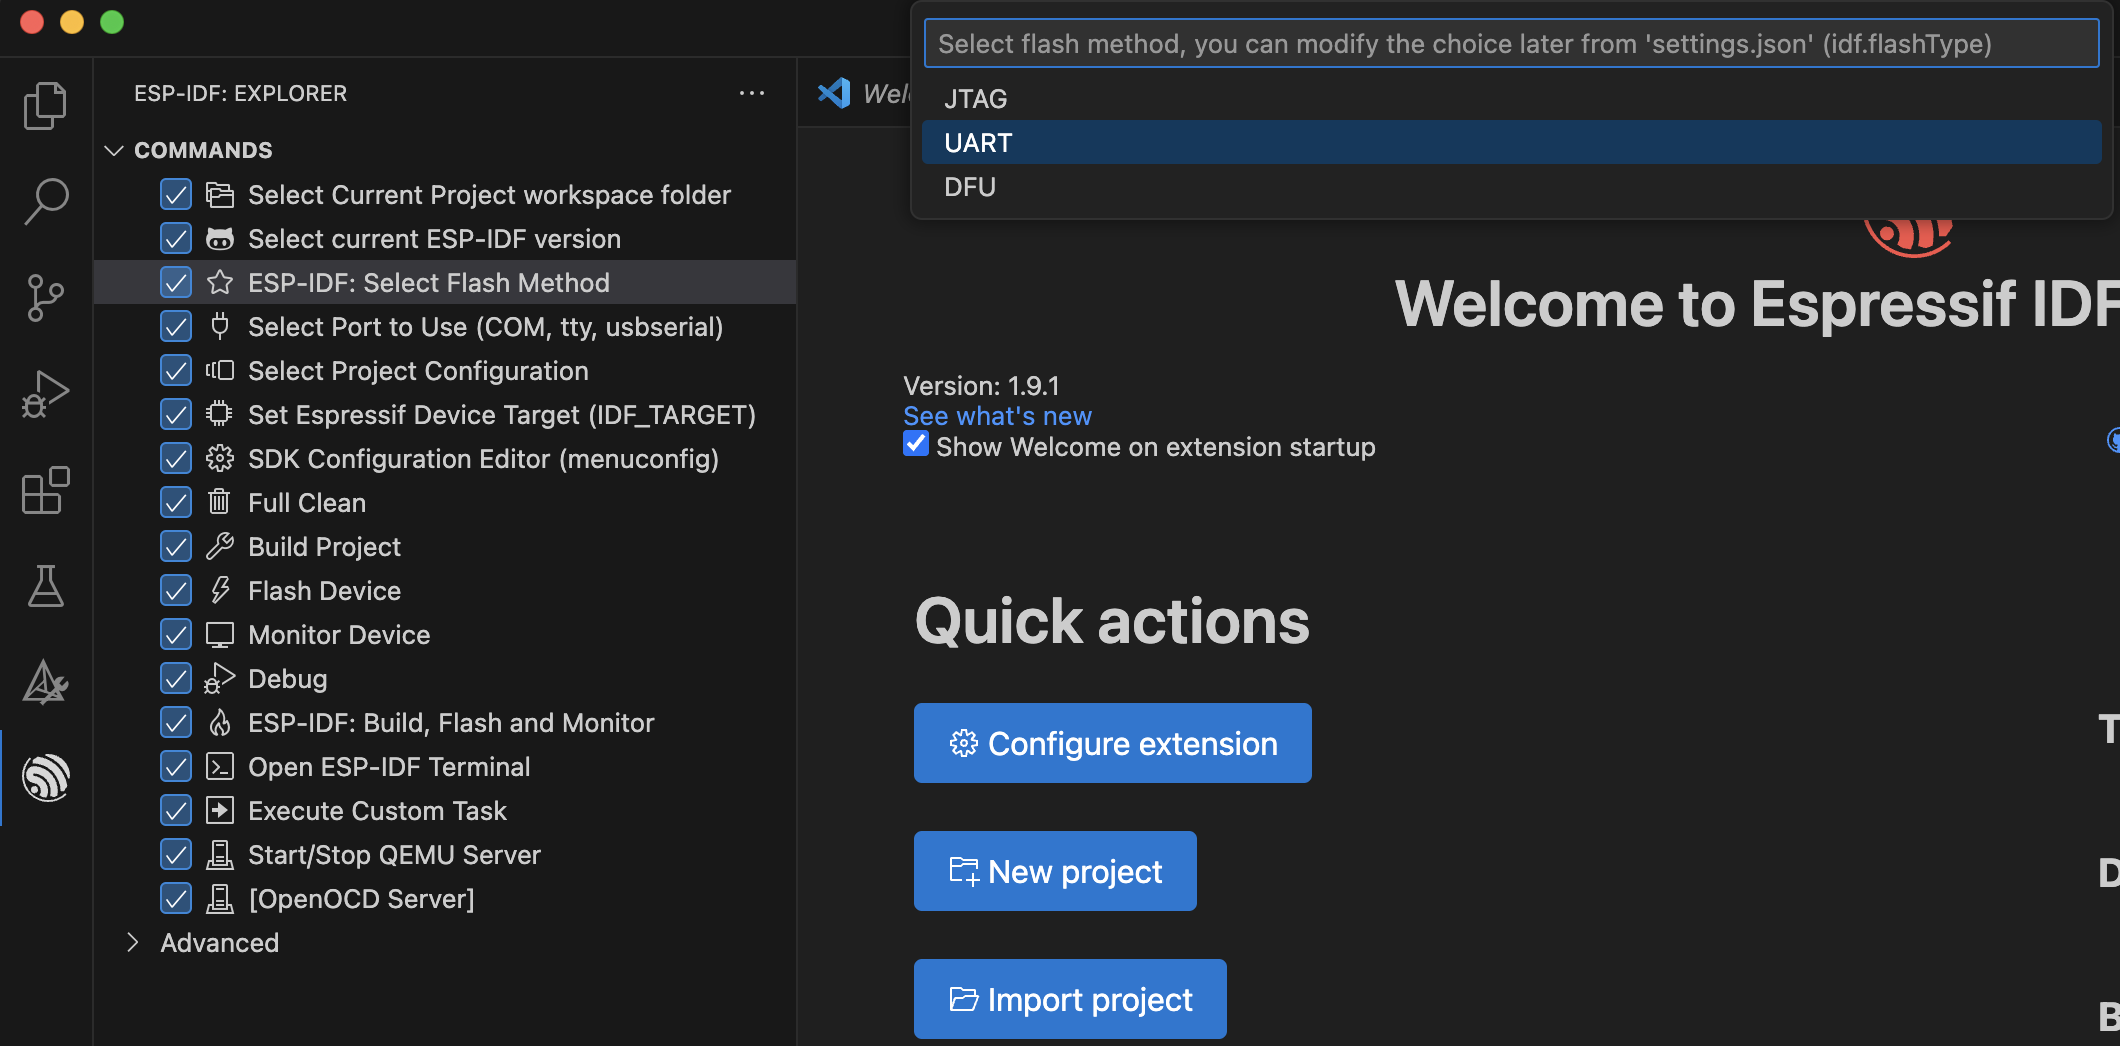 Select flash method, you can modify the choice later from 'settings.json' (idf.flashType)
JTAG
UART
DFU
ESP-IDF: EXPLORER
COMMANDS
Select Current Project workspace folder
Select current ESP-IDF version
ESP-IDF: Select Flash Method
Select Port to Use (COM, tty, usbserial)
Select Project Configuration
Set Espressif Device Target (IDF_TARGET)
SDK Configuration Editor (menuconfig)
Full Clean
Build Project
Flash Device
Monitor Device
Debug
ESP-IDF: Build, Flash and Monitor
Open ESP-IDF Terminal
Execute Custom Task
Start/Stop QEMU Server
[OpenOCD Server]
Advanced
Welcome to Espressif IDF
Version: 1.9.1
See what's new
Show Welcome on extension startup
Quick actions
Configure extension
New project
Import project